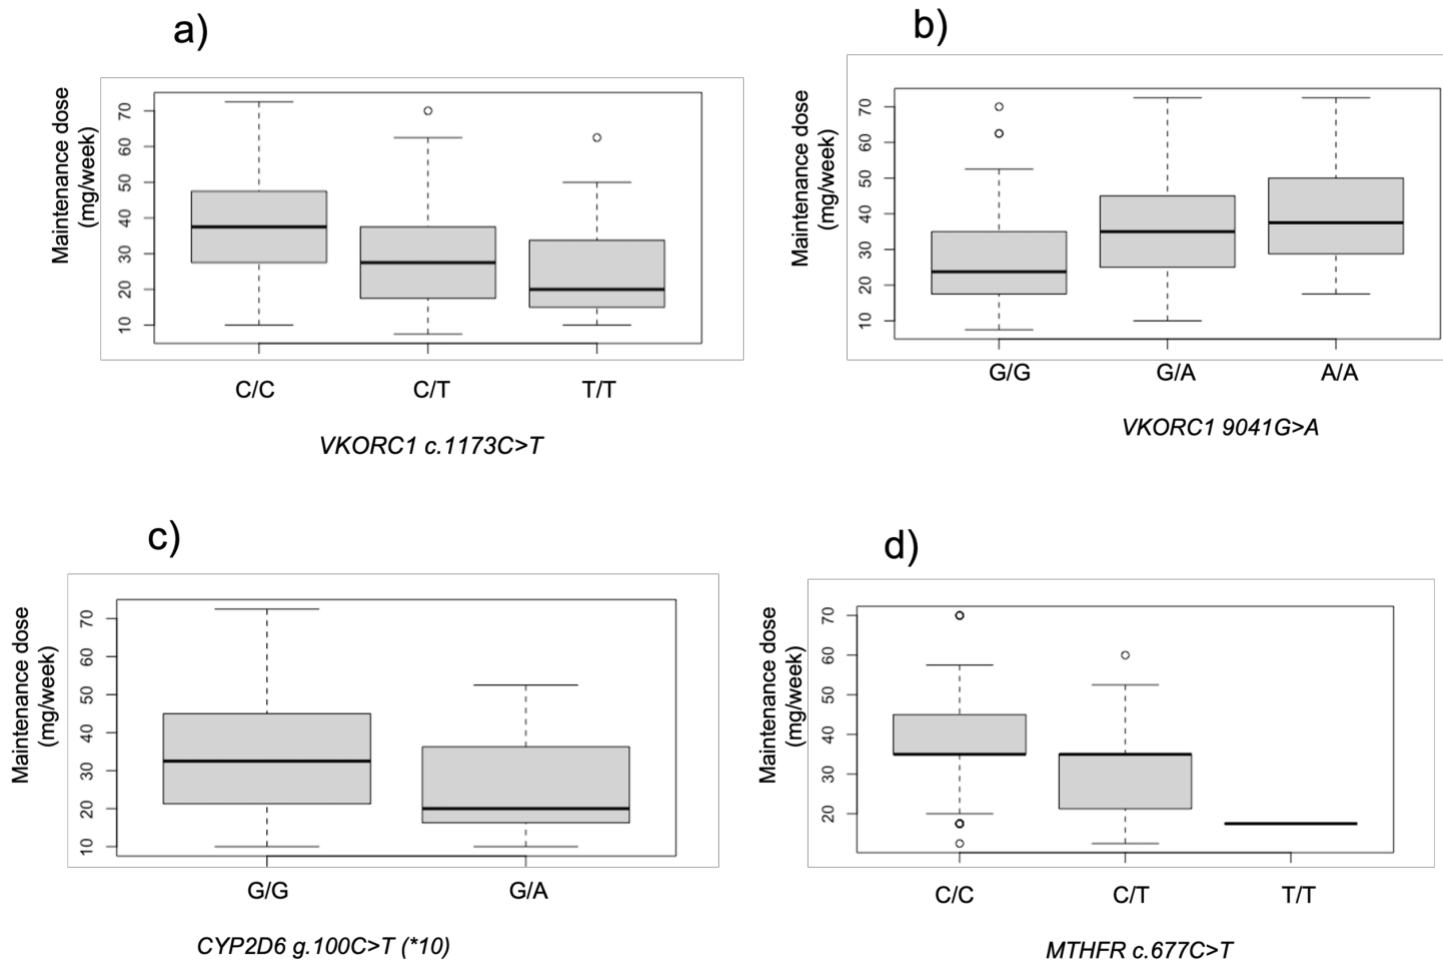 a)
Maintenance dose
(mg/week)
70
60
50
40
30
20
10
C/C C/T T/T
VKORC1 c.1173C>T
b)
Maintenance dose
(mg/week)
70
60
50
40
30
20
10
G/G G/A A/A
VKORC1 9041G>A
c)
Maintenance dose
(mg/week)
70
60
50
40
30
20
10
G/G G/A
CYP2D6 g.100C>T (*10)
d)
Maintenance dose
(mg/week)
70
60
50
40
30
20
C/C C/T T/T
MTHFR c.677C>T